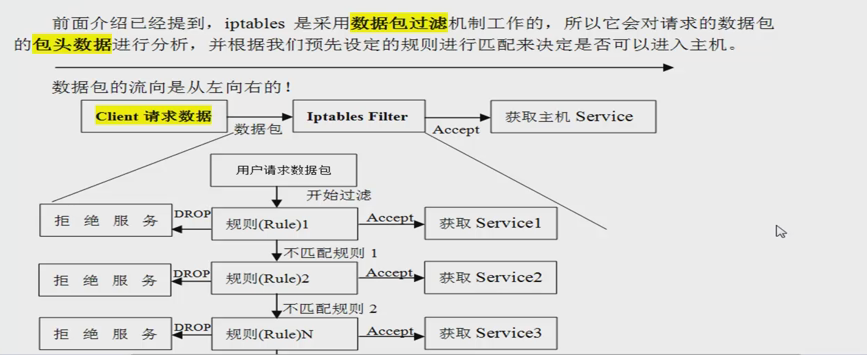 前面介绍已经提到，iptables 是采用数据包过滤机制工作的，所以它会对请求的数据包
的包头数据进行分析，并根据我们预先设定的规则进行匹配来决定是否可以进入主机。
数据包的流向是从左向右的！
Client 请求数据
数据包
Iptables Filter
Accept
获取主机 Service
用户请求数据包
开始过滤
拒 绝 服 务
DROP
规则(Rule)1
Accept
获取 Service1
不匹配规则 1
拒 绝 服 务
DROP
规则(Rule)2
Accept
获取 Service2
不匹配规则 2
拒 绝 服 务
DROP
规则(Rule)N
Accept
获取 Service3